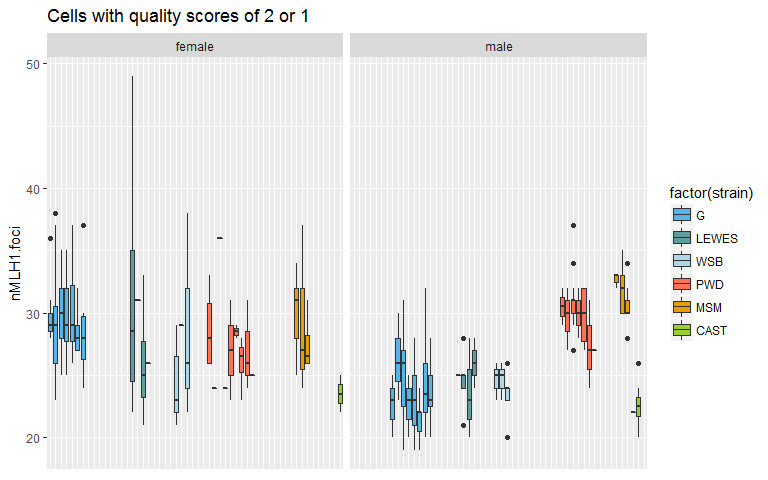 Cells with quality scores of 2 or 1
female
male
50
40
30
20
nMLH1.foci
factor(strain)
G
LEWES
WSB
PWD
MSM
CAST